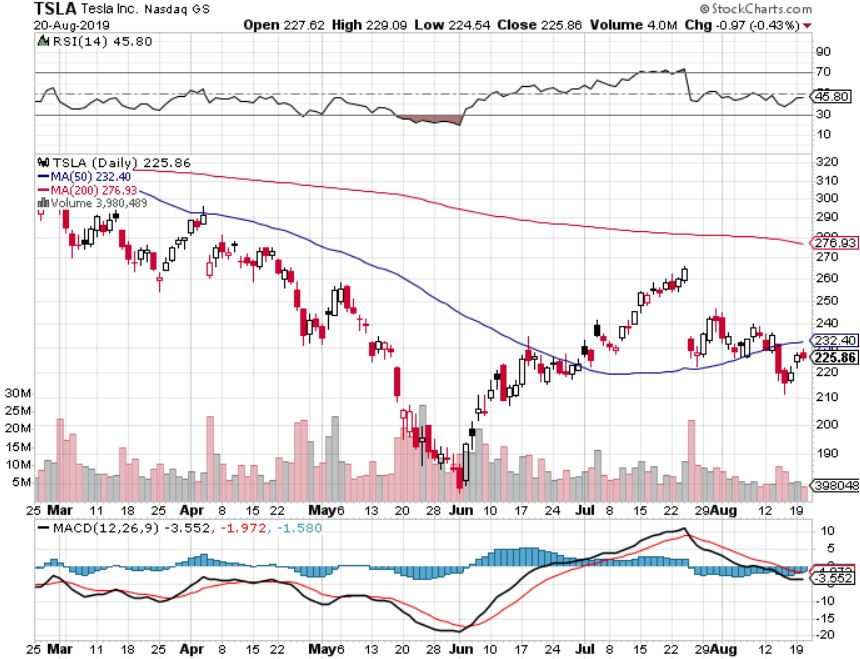 TSLA Tesla Inc. Nasdaq GS
© StockCharts.com
20-Aug-2019
Open 227.62 High 229.09 Low 224.54 Close 225.86 Volume 4.0M Chg -0.97 (-0.43%)
RSI(14) 45.80
90
70
45.80
30
10
TSLA (Daily) 225.86
MA(50) 232.40
MA(200) 276.93
Volume 3,980,489
320
310
300
290
276.93
270
260
250
240
232.40
225.86
220
210
200
190
398048
30M
25M
20M
15M
10M
5M
25 Mar 11 18 25 Apr 8 15 22 May 6 13 20 28 Jun 10 17 24 Jul 8 15 22 29 Aug 12 19
MACD(12,26,9) -3.552, -1.972, -1.580
10
5
-3.552
-10
-15
-20
25 Mar 11 18 25 Apr 8 15 22 May 6 13 20 28 Jun 10 17 24 Jul 8 15 22 29 Aug 12 19